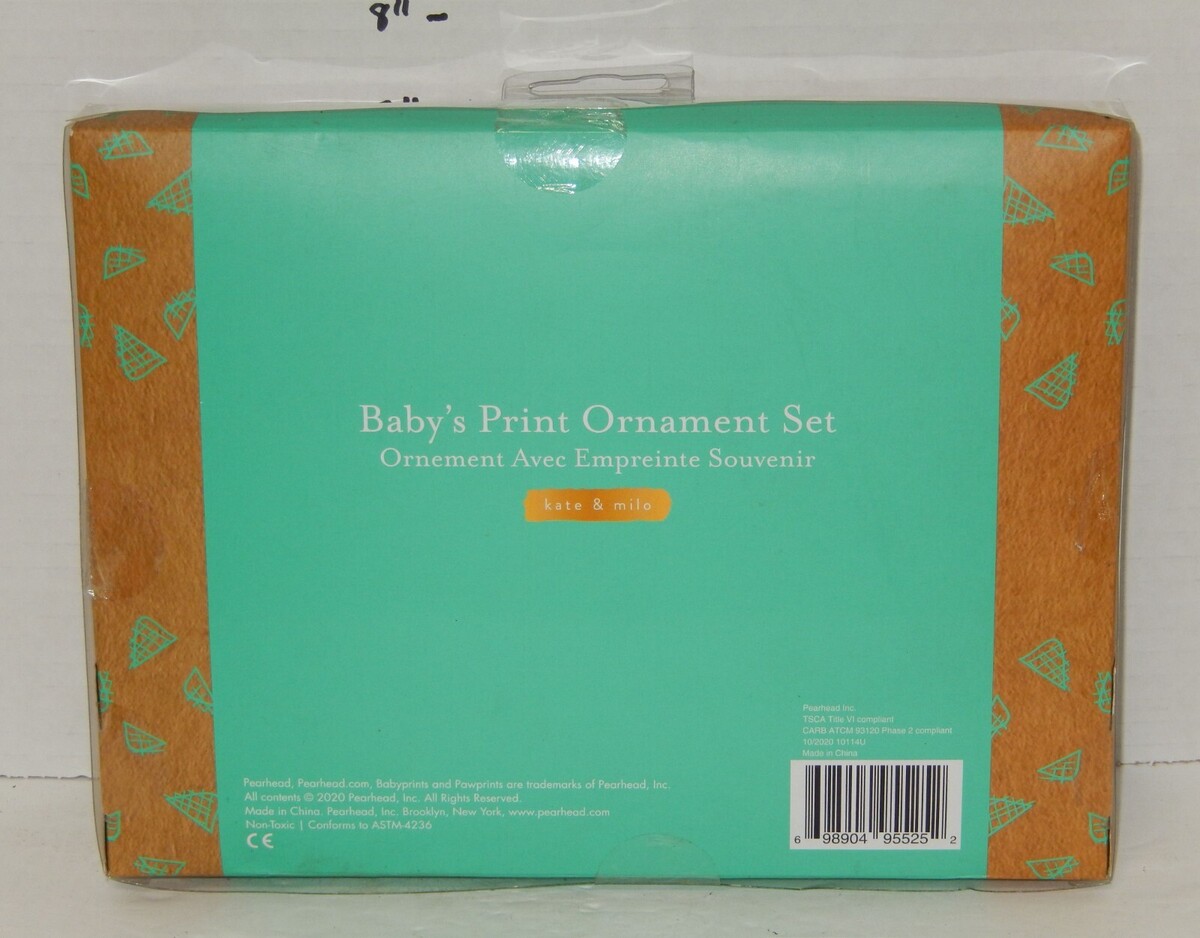 8" -
Baby's Print Ornament Set
Ornement Avec Empreinte Souvenir
kate & milo
Pearhead Inc.
TSCA Title VI compliant
CARB ATCM 93120 Phase 2 compliant
10/2020 10114U
Made in China
Pearhead, Pearhead.com, Babyprints and Pawprints are trademarks of Pearhead, Inc.
All contents © 2020 Pearhead, Inc. All Rights Reserved.
Made in China. Pearhead, Inc. Brooklyn, New York, www.pearhead.com
Non-Toxic | Conforms to ASTM-4236
CE
6 98904 95525 2